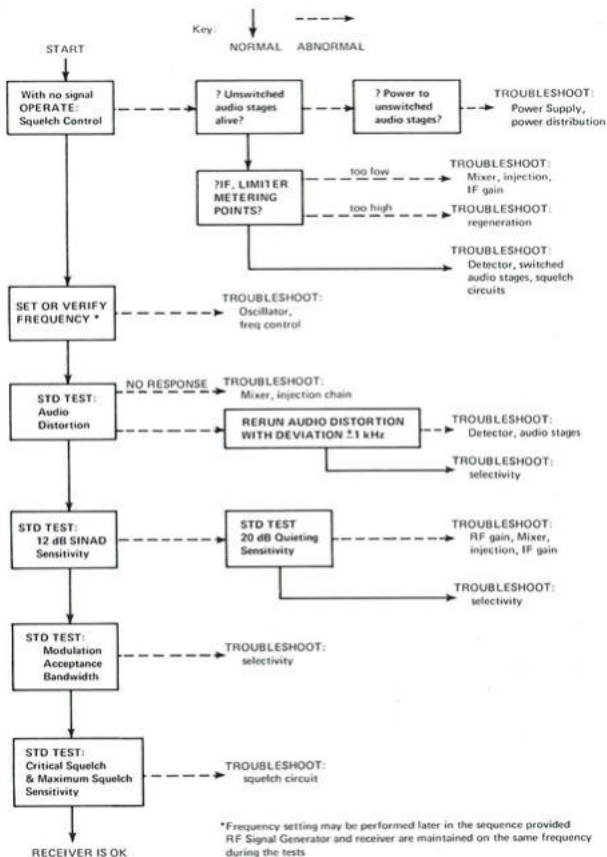 Key:
NORMAL ABNORMAL
START
With no signal
OPERATE:
Squelch Control
? Unswitched
audio stages
alive?
? Power to
unswitched
audio stages?
TROUBLESHOOT:
Power Supply,
power distribution
?IF, LIMITER
METERING
POINTS?
too low
TROUBLESHOOT:
Mixer, injection,
IF gain
too high
TROUBLESHOOT:
regeneration
TROUBLESHOOT:
Detector, switched
audio stages, squelch
circuits
SET OR VERIFY
FREQUENCY *
TROUBLESHOOT:
Oscillator,
freq control
STD TEST:
Audio
Distortion
NO RESPONSE
TROUBLESHOOT:
Mixer, injection chain
RERUN AUDIO DISTORTION
WITH DEVIATION ±1 kHz
TROUBLESHOOT:
Detector, audio stages
TROUBLESHOOT:
selectivity
STD TEST:
12 dB SINAD
Sensitivity
STD TEST
20 dB Quieting
Sensitivity
TROUBLESHOOT:
RF gain, Mixer,
injection, IF gain
TROUBLESHOOT:
selectivity
STD TEST:
Modulation
Acceptance
Bandwidth
TROUBLESHOOT:
selectivity
STD TEST:
Critical Squelch
& Maximum Squelch
Sensitivity
TROUBLESHOOT:
squelch circuit
RECEIVER IS OK
*Frequency setting may be performed later in the sequence provided
RF Signal Generator and receiver are maintained on the same frequency
during the tests